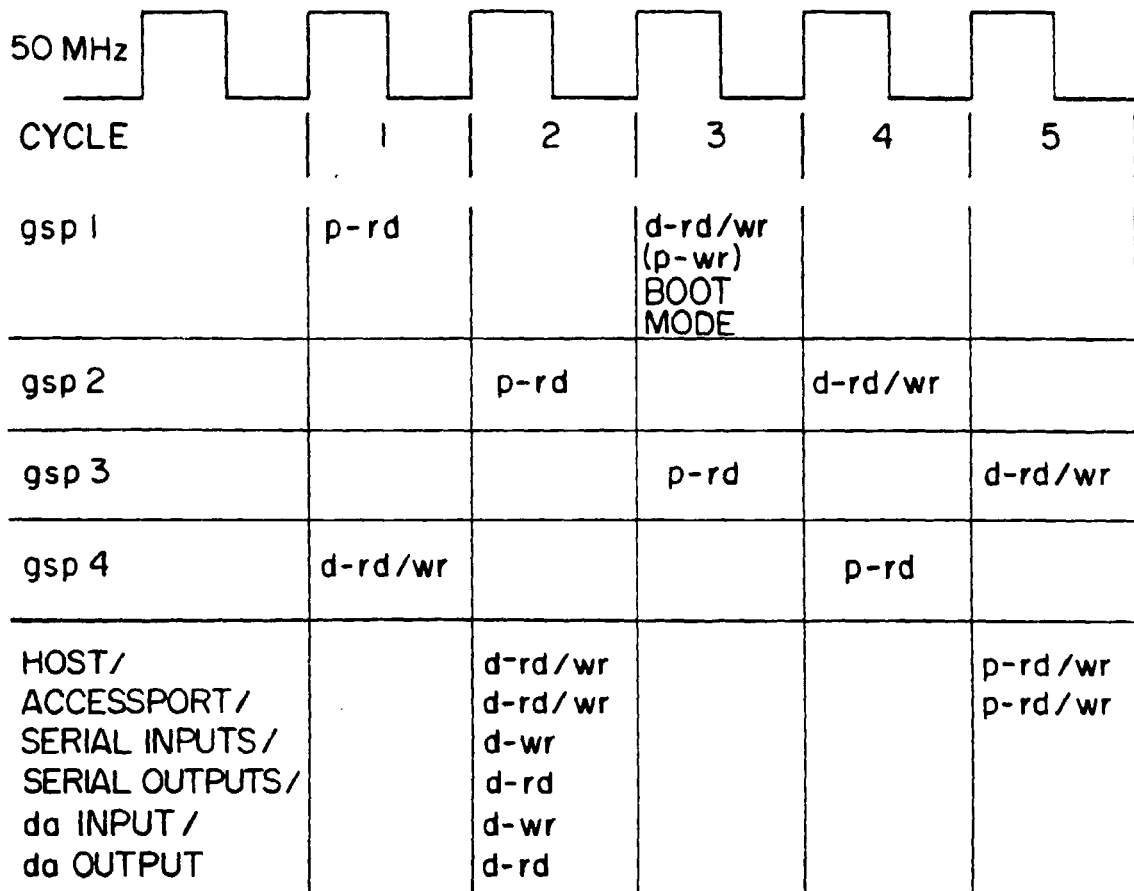 50 MHz
CYCLE 1 2 3 4 5
gsp 1 p-rd d-rd/wr
(p-wr)
BOOT
MODE
gsp 2 p-rd d-rd/wr
gsp 3 p-rd d-rd/wr
gsp 4 d-rd/wr p-rd
HOST/ d-rd/wr p-rd/wr
ACCESSPORT/ d-rd/wr p-rd/wr
SERIAL INPUTS/ d-wr
SERIAL OUTPUTS/ d-rd
da INPUT/ d-wr
da OUTPUT d-rd